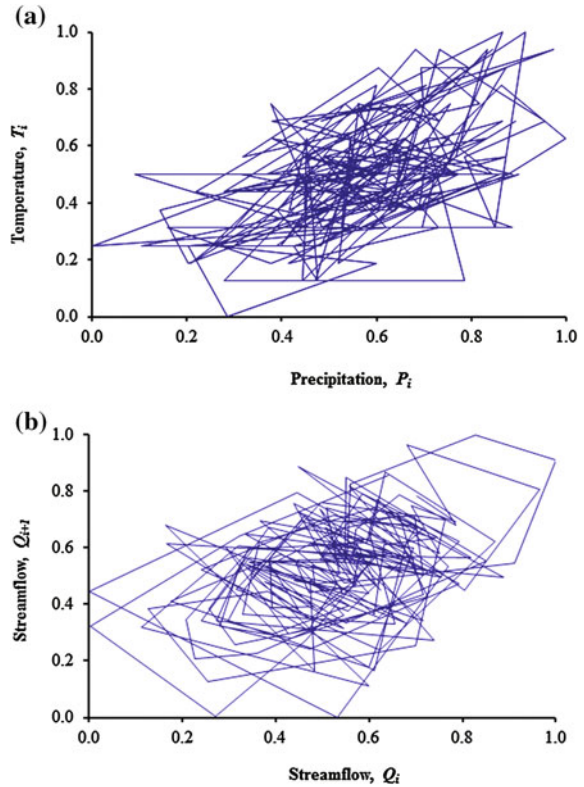 (a)
1.0
0.8
0.6
0.4
0.2
0.0
Temperature, Tᵢ
0.0 0.2 0.4 0.6 0.8 1.0
Precipitation, Pᵢ
(b)
1.0
0.8
0.6
0.4
0.2
0.0
Streamflow, Qᵢ₊₁
0.0 0.2 0.4 0.6 0.8 1.0
Streamflow, Qᵢ